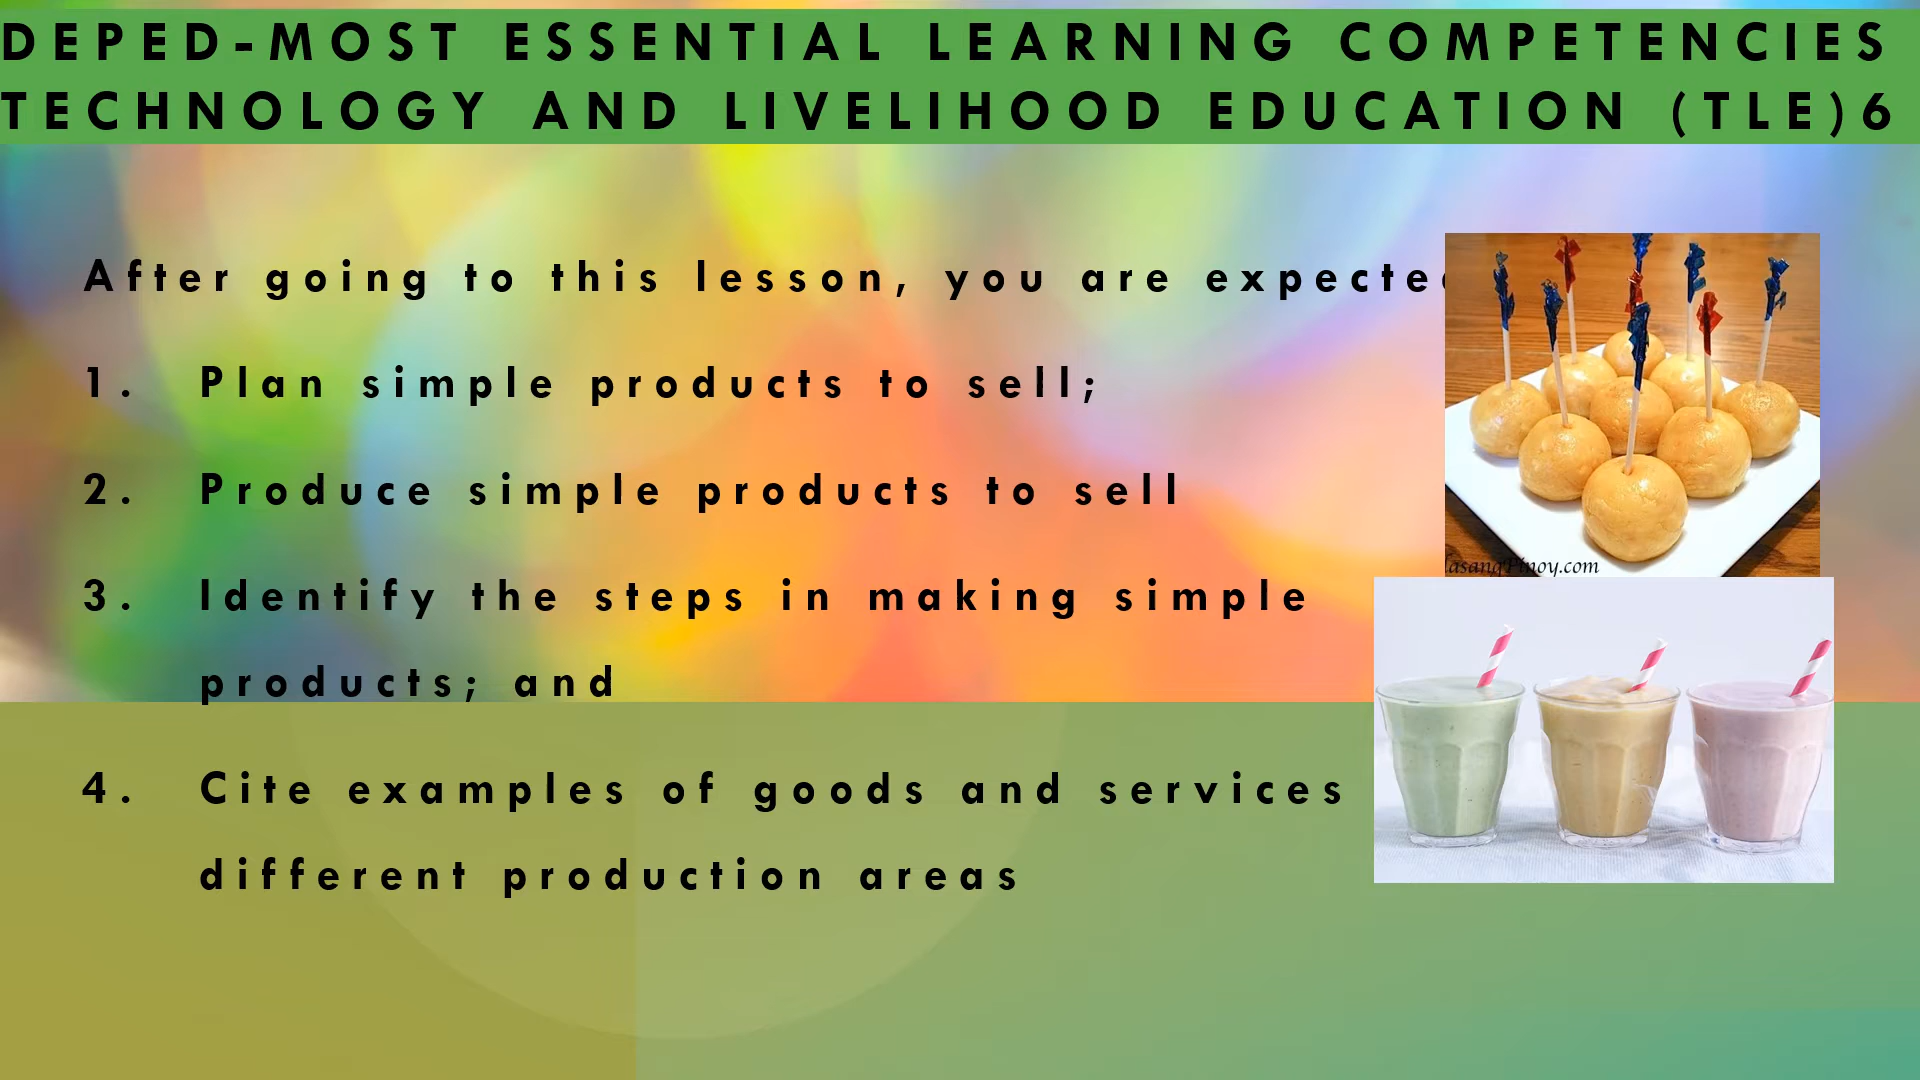 DEPED-MOST ESSENTIAL LEARNING COMPETENCIES
TECHNOLOGY AND LIVELIHOOD EDUCATION (TLE)6
After going to this lesson, you are expecte
1. Plan simple products to sell;
2. Produce simple products to sell
3. Identify the steps in making simple
products; and
4. Cite examples of goods and services
different production areas
lasangPinoy.com